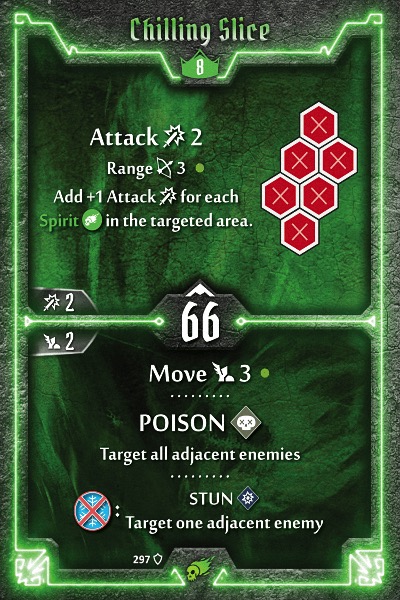 Chilling Slice
8
Attack 2
Range 3
Add +1 Attack for each
Spirit in the targeted area.
2
66
2
Move 3
POISON
Target all adjacent enemies
:
STUN
Target one adjacent enemy
297